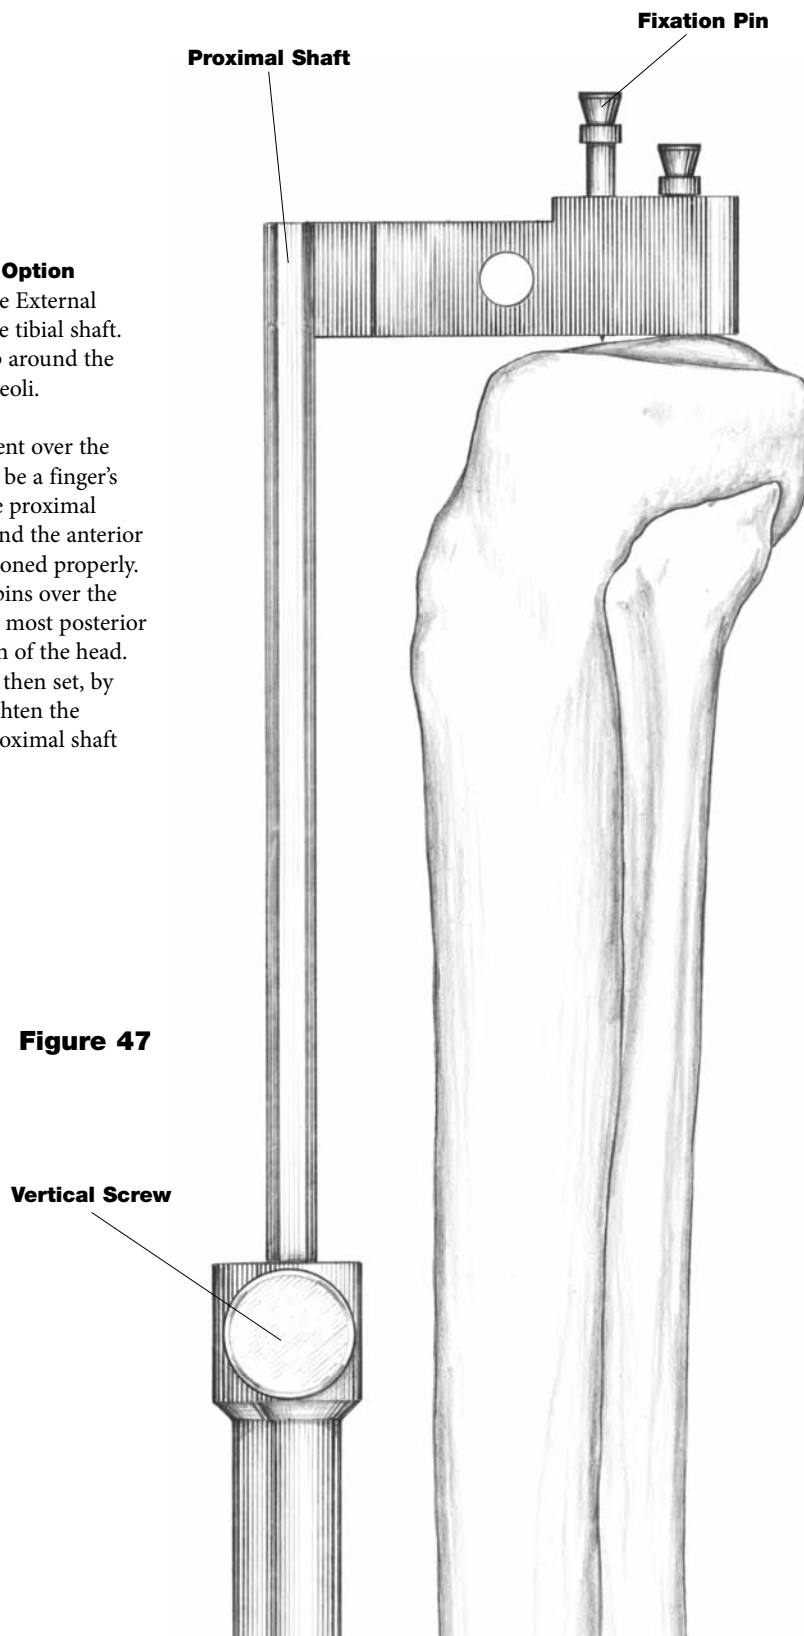 Fixation Pin
Proximal Shaft
Option
e External
e tibial shaft.
around the
eoli.
ent over the
be a finger’s
e proximal
nd the anterior
oned properly.
pins over the
most posterior
n of the head.
then set, by
hten the
oximal shaft
Figure 47
Vertical Screw